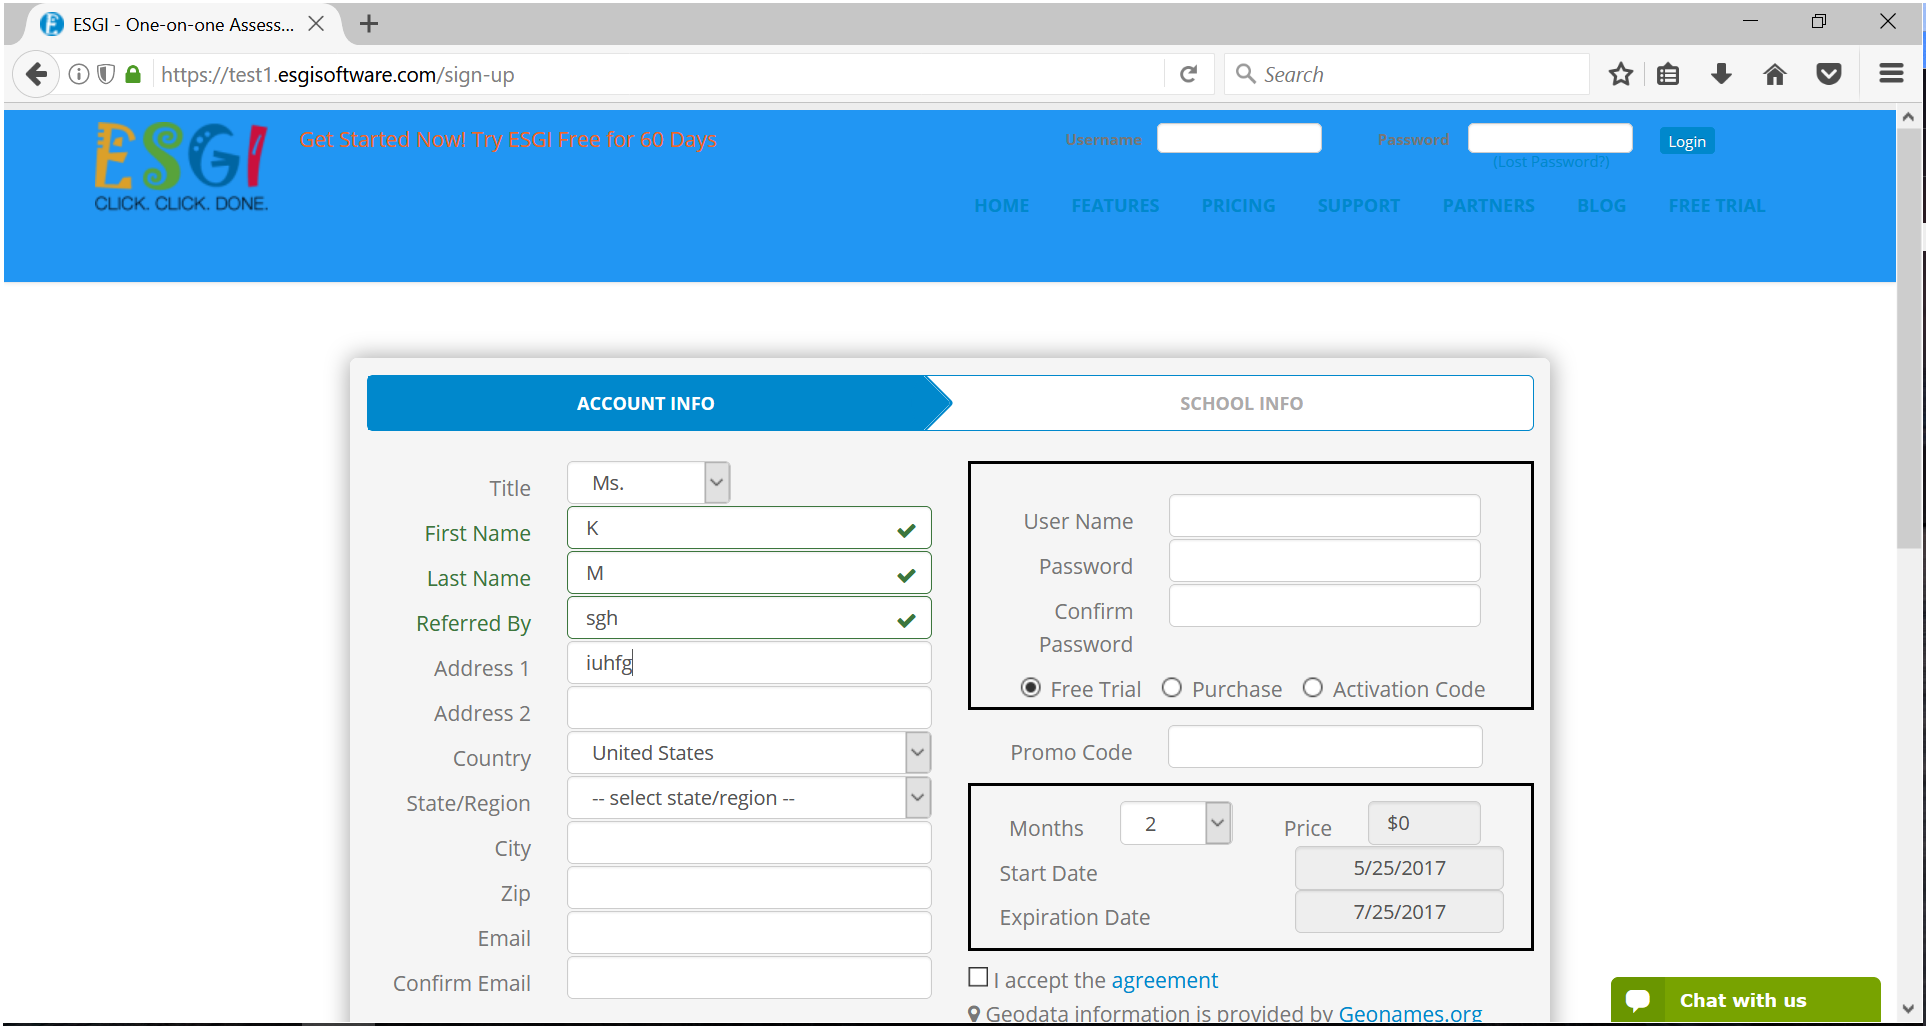 ESGI - One-on-one Assess...
https://test1.esgisoftware.com/sign-up
Search
ESGI
CLICK. CLICK. DONE.
Get Started Now! Try ESGI Free for 60 Days
Username
Password
Login
(Lost Password?)
HOME FEATURES PRICING SUPPORT PARTNERS BLOG FREE TRIAL
ACCOUNT INFO
SCHOOL INFO
Title Ms.
First Name K
Last Name M
Referred By sgh
Address 1 iuhfg
Address 2
Country United States
State/Region -- select state/region --
City
Zip
Email
Confirm Email
User Name
Password
Confirm
Password
Free Trial Purchase Activation Code
Promo Code
Months 2 Price $0
Start Date 5/25/2017
Expiration Date 7/25/2017
I accept the agreement
Geodata information is provided by Geonames.org
Chat with us